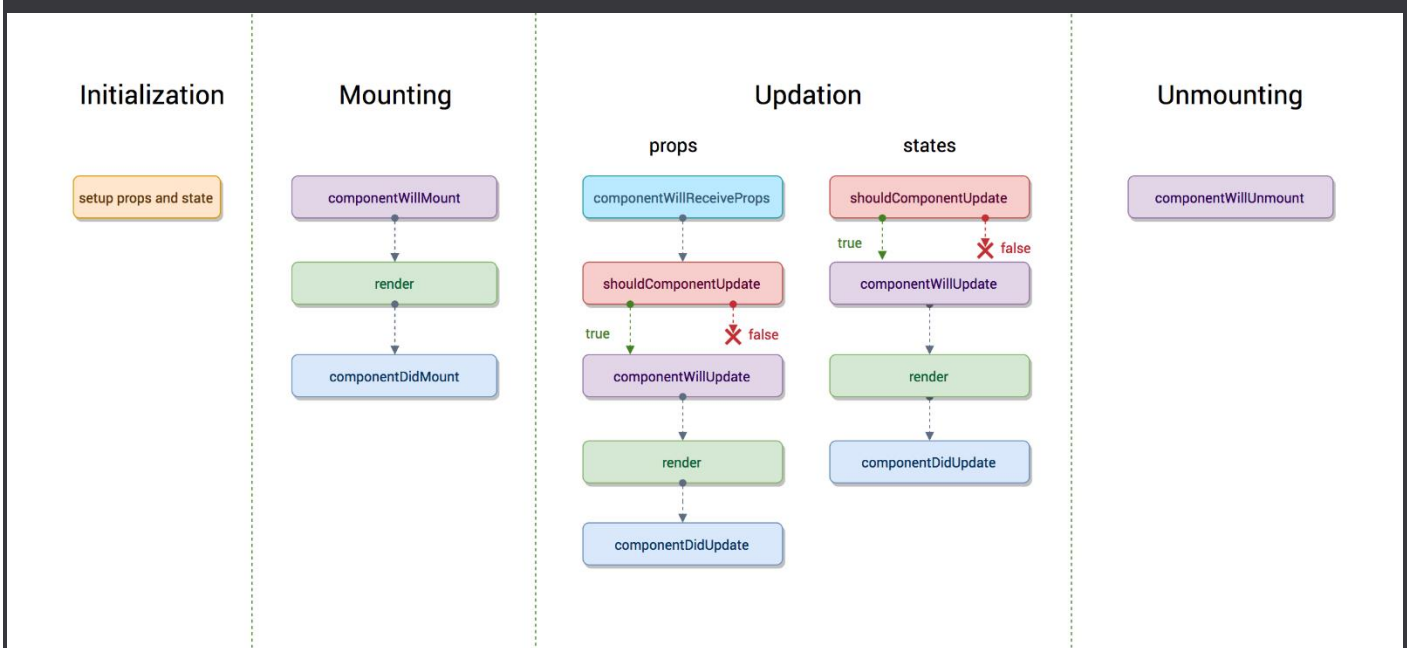 Initialization
setup props and state
Mounting
componentWillMount
render
componentDidMount
Updation
props
componentWillReceiveProps
shouldComponentUpdate
true
false
componentWillUpdate
render
componentDidUpdate
states
shouldComponentUpdate
true
false
componentWillUpdate
render
componentDidUpdate
Unmounting
componentWillUnmount